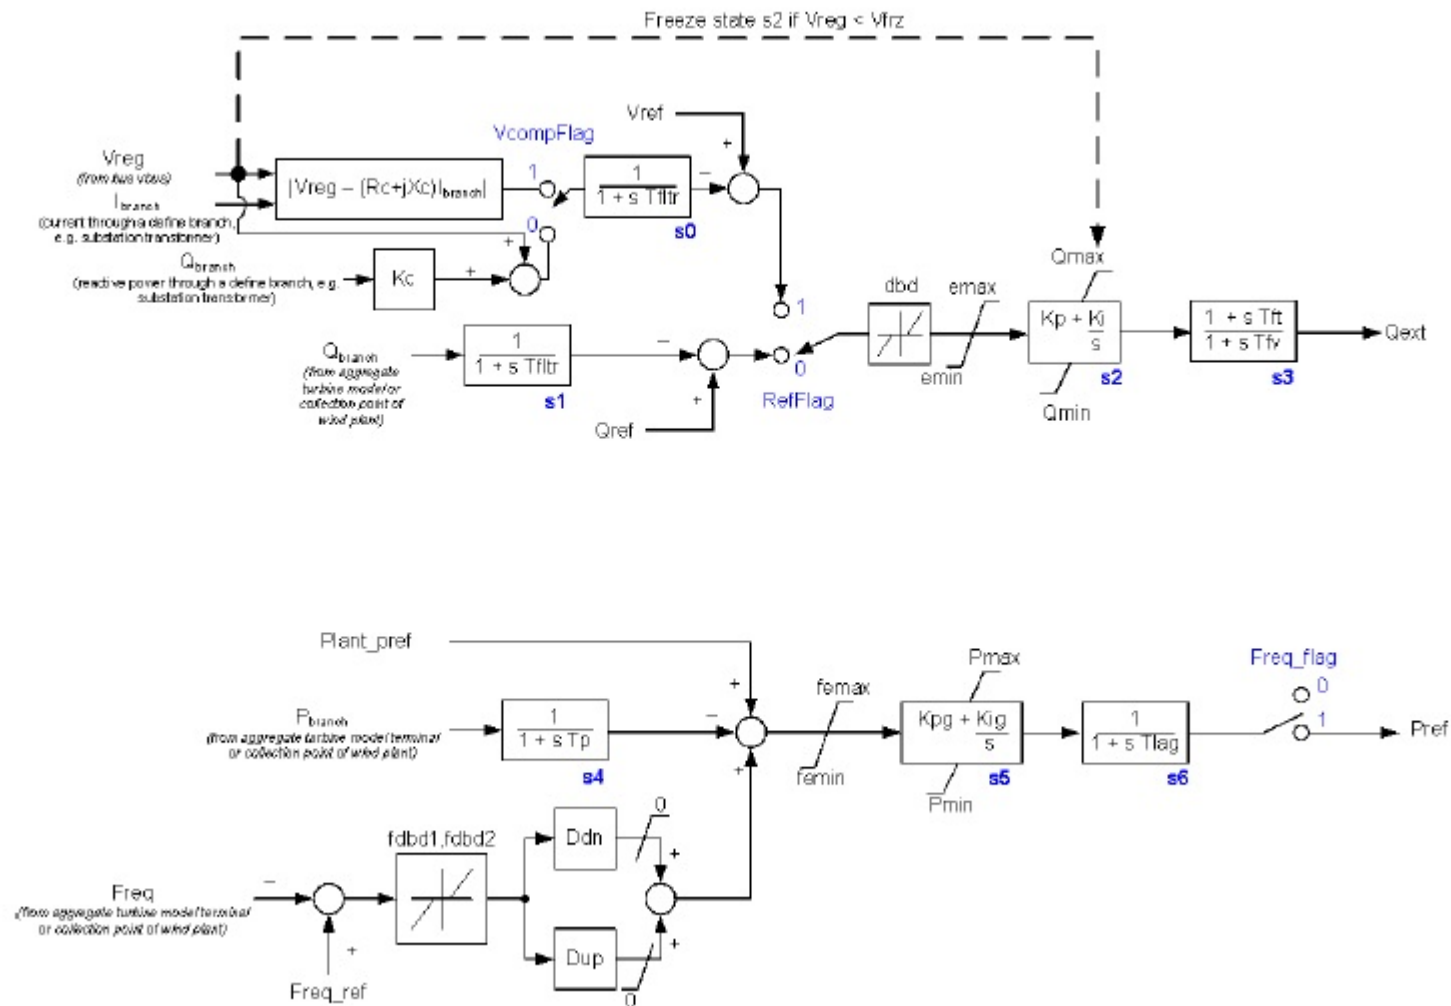 Freeze state s2 if Vreg < Vfrz
Vref
VcompFlag
Vreg
(from bus vbus)
|Vreg – (Rc+jXc)Ibranch|
1
1
1 + s Tfltr
s0
+
–
Ibranch
(current through a define branch,
e.g. substation transformer)
0
+
Qbranch
(reactive power through a define branch, e.g.
substation transformer)
Kc
+
Qmax
dbd
emax
1
Kp + Ki
s
s2
1 + s Tft
1 + s Tfv
s3
Qext
Qbranch
(from aggregate
turbine model or
collection point of
wind plant)
1
1 + s Tfltr
s1
–
+
0
RefFlag
emin
Qmin
Qref
Plant_pref
+
Pmax
Freq_flag
femax
0
Pbranch
(from aggregate turbine model terminal
or collection point of wind plant)
1
1 + s Tp
s4
–
+
Kpg + Kig
s
s5
1
1 + s Tlag
s6
1
Pref
femin
Pmin
0
fdbd1,fdbd2
Ddn
+
Freq
(from aggregate turbine model terminal
or collection point of wind plant)
–
+
Dup
+
0
Freq_ref